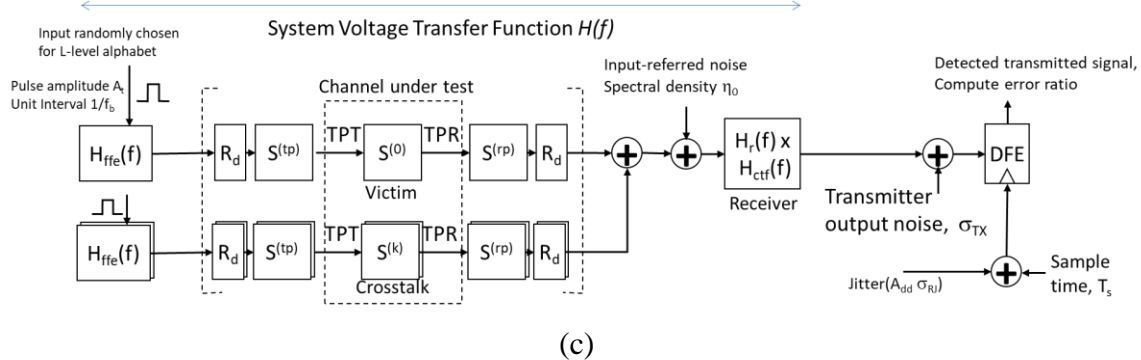 System Voltage Transfer Function H(f)
Input randomly chosen
for L-level alphabet
Pulse amplitude Aₜ
Unit Interval 1/f_b
Channel under test
Input-referred noise
Spectral density η₀
Detected transmitted signal,
Compute error ratio
H_ffe(f)
R_d
S^(tp)
TPT
S^(0)
TPR
S^(rp)
R_d
H_r(f) x
H_ctf(f)
DFE
Victim
Receiver
Transmitter
output noise, σ_TX
H_ffe(f)
R_d
S^(tp)
TPT
S^(k)
TPR
S^(rp)
R_d
Crosstalk
Jitter(A_dd σ_RJ)
Sample
time, T_s
(c)